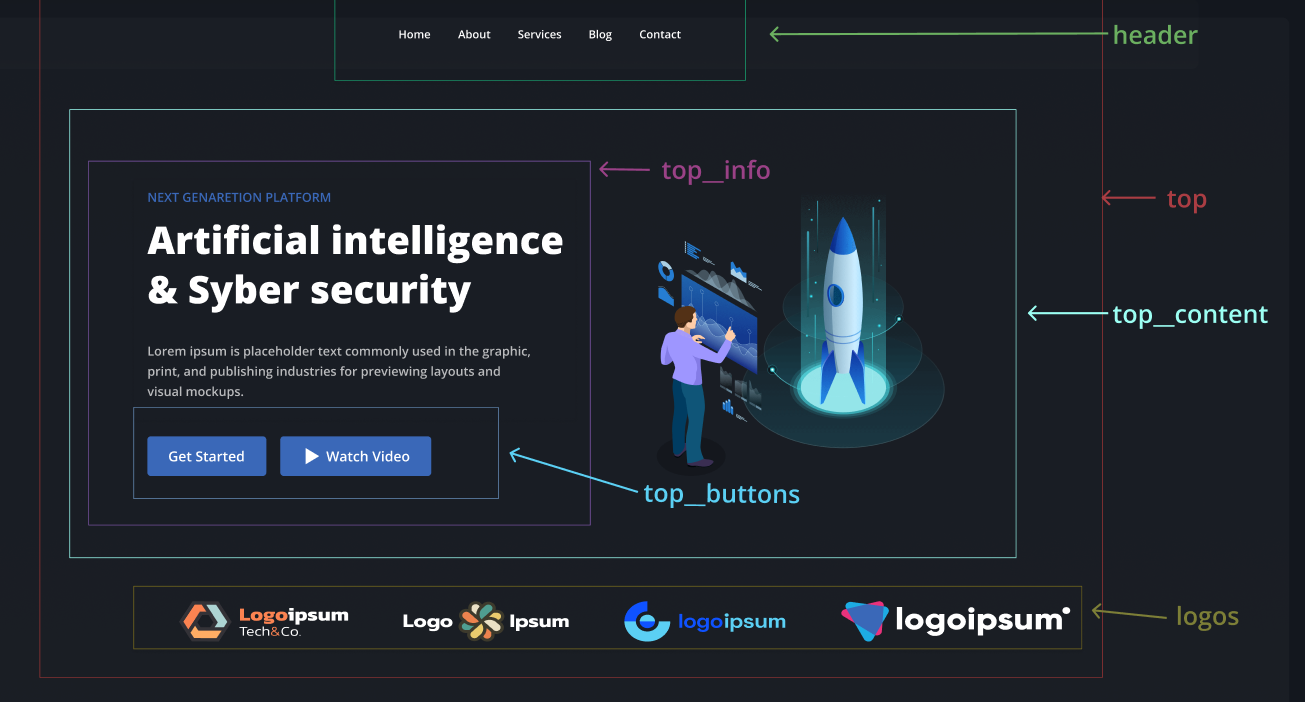 Home About Services Blog Contact
header
top__info
NEXT GENARETION PLATFORM
top
Artificial intelligence
& Syber security
top__content
Lorem ipsum is placeholder text commonly used in the graphic,
print, and publishing industries for previewing layouts and
visual mockups.
Get Started
Watch Video
top__buttons
Logoipsum
Tech&Co.
Logo Ipsum
logoipsum
logoipsum
logos